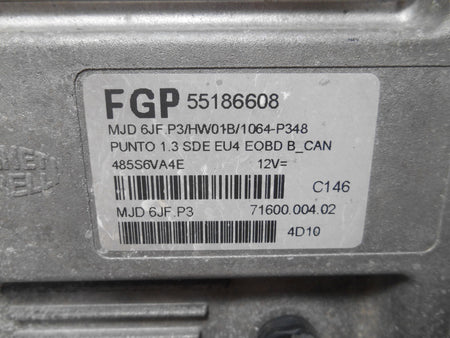 FGP 55186608
MJD 6JF.P3/HW01B/1064-P348
PUNTO 1.3 SDE EU4 EOBD B_CAN
485S6VA4E 12V=
C146
MJD 6JF.P3 71600.004.02
4D10